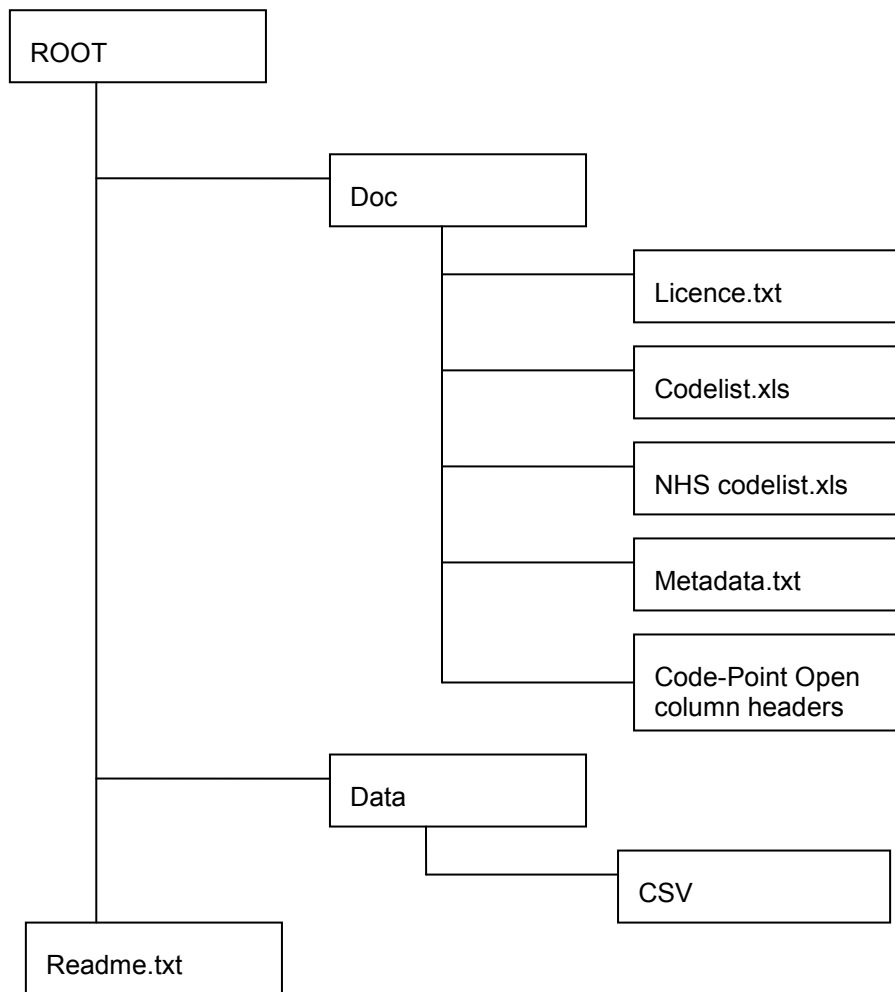 ROOT
Doc
Licence.txt
Codelist.xls
NHS codelist.xls
Metadata.txt
Code-Point Open
column headers
Data
CSV
Readme.txt